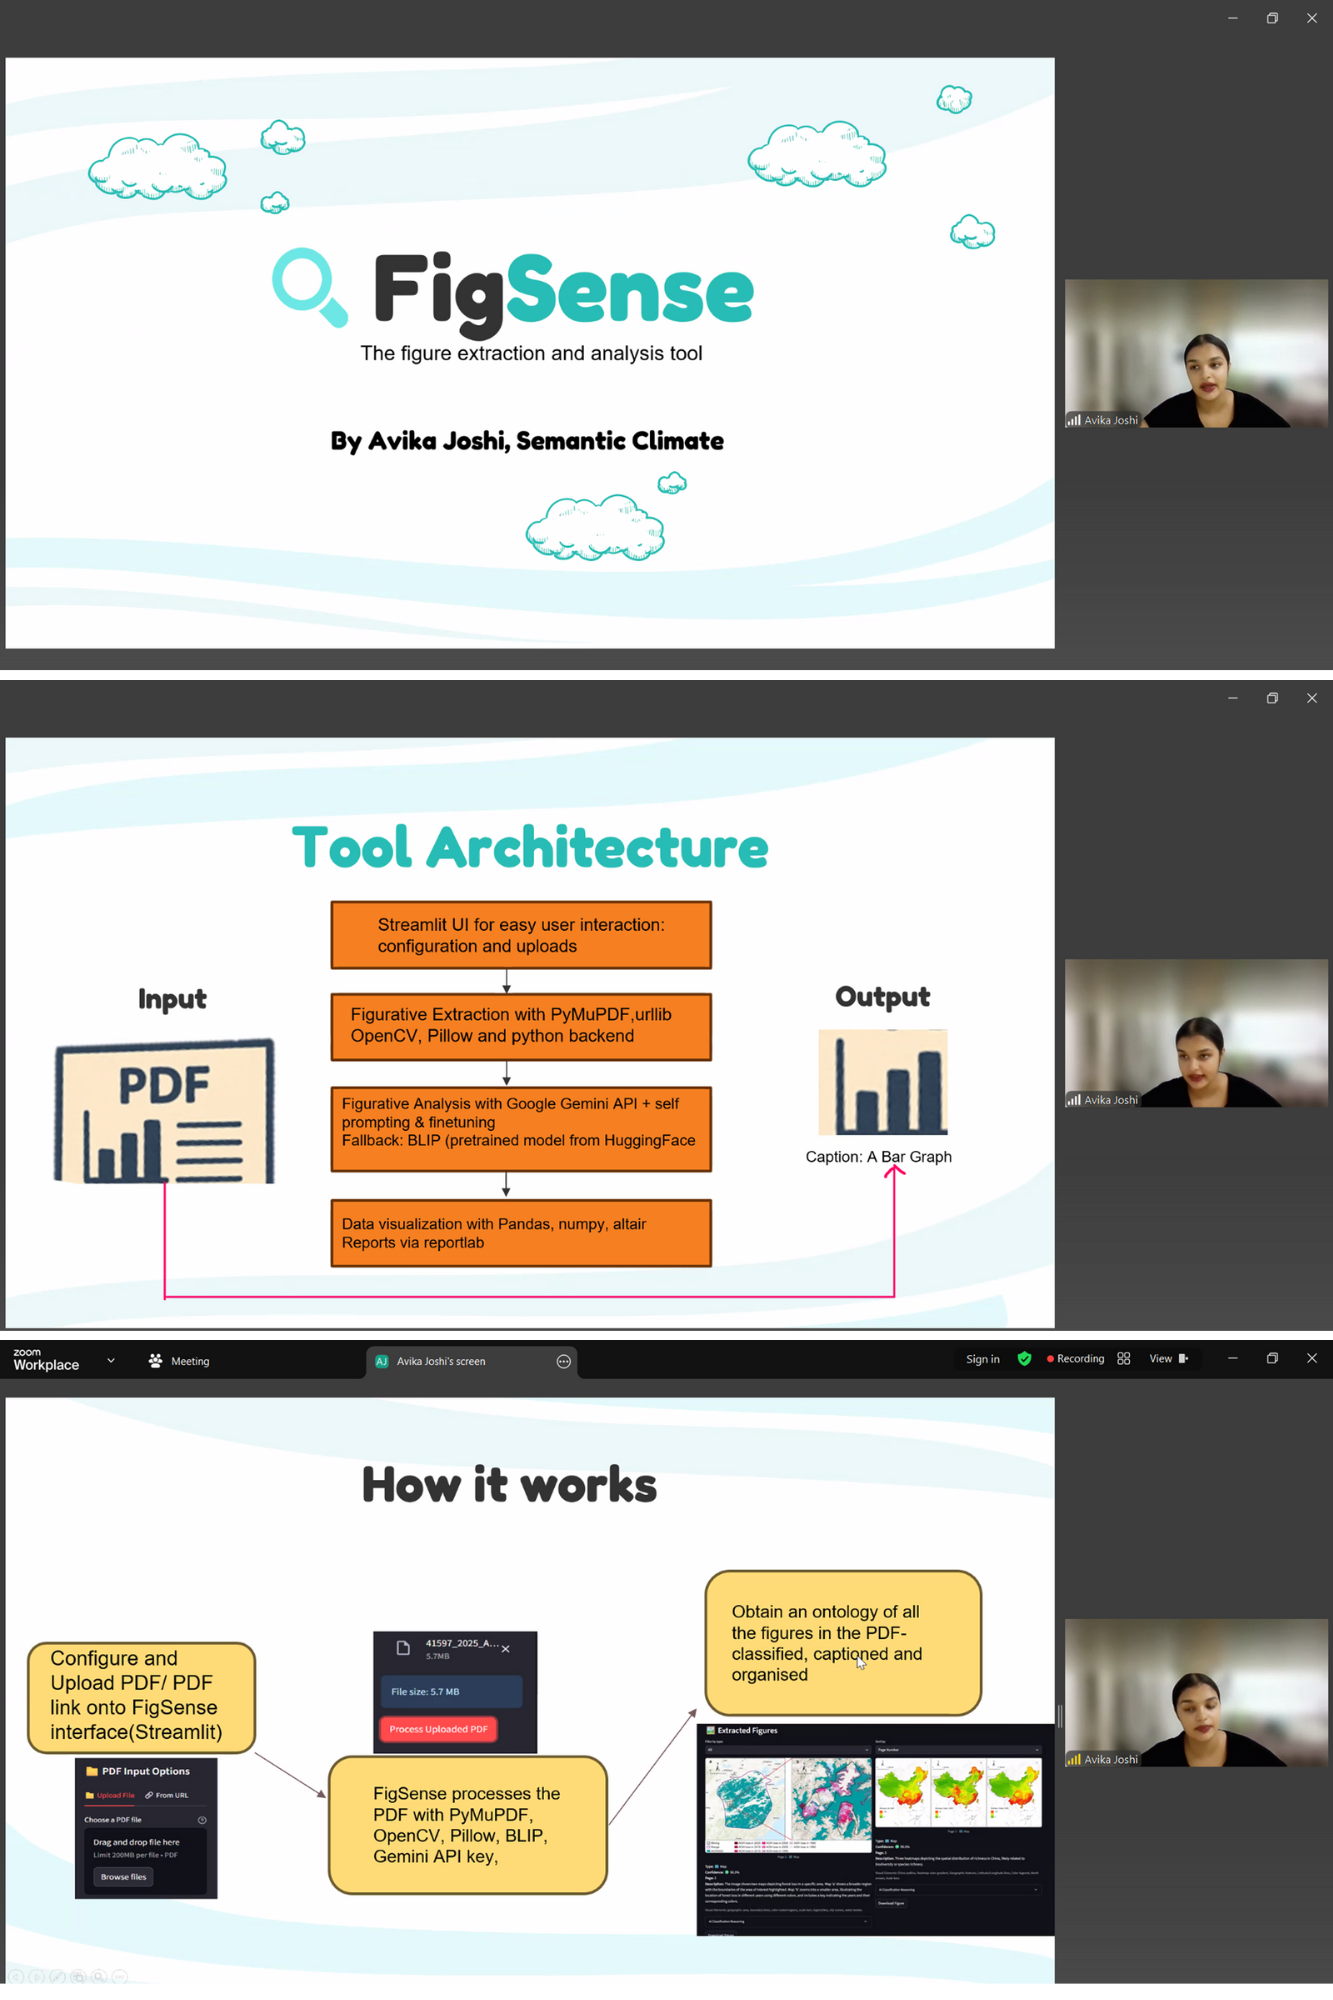 FigSense
The figure extraction and analysis tool
By Avika Joshi, Semantic Climate
Avika Joshi
Tool Architecture
Streamlit UI for easy user interaction:
configuration and uploads
Input
Output
PDF
Figurative Extraction with PyMuPDF,urllib
OpenCV, Pillow and python backend
Figurative Analysis with Google Gemini API + self
prompting & finetuning
Fallback: BLIP (pretrained model from HuggingFace
Caption: A Bar Graph
Data visualization with Pandas, numpy, altair
Reports via reportlab
Avika Joshi
zoom
Workplace
Meeting
AJ
Avika Joshi's screen
Sign in
Recording
View
How it works
Configure and
Upload PDF/ PDF
link onto FigSense
interface(Streamlit)
PDF Input Options
Upload File
From URL
Choose a PDF file
Drag and drop file here
Limit 200MB per file • PDF
Browse files
41597_2025_A...
5.7MB
File size: 5.7 MB
Process Uploaded PDF
FigSense processes the
PDF with PyMuPDF,
OpenCV, Pillow, BLIP,
Gemini API key,
Obtain an ontology of all
the figures in the PDF-
classified, captioned and
organised
Extracted Figures
Avika Joshi